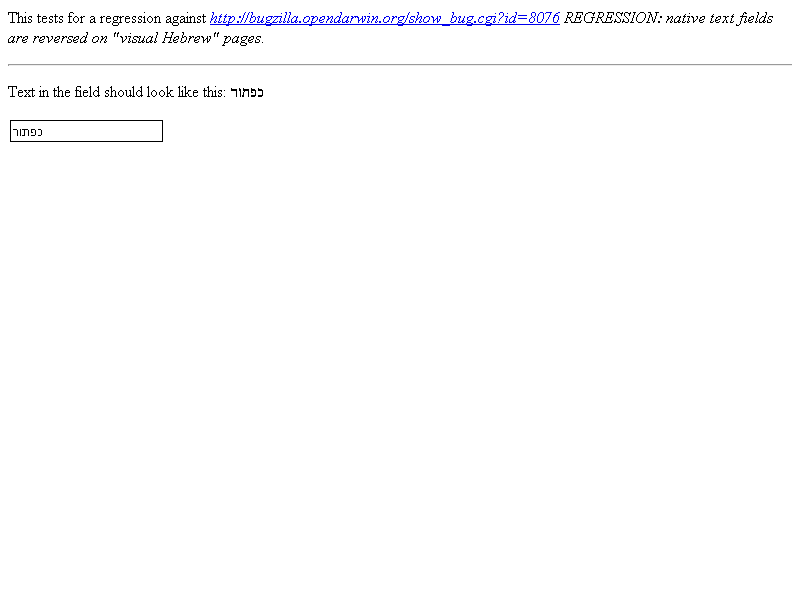 This tests for a regression against http://bugzilla.opendarwin.org/show_bug.cgi?id=8076 REGRESSION: native text fields
are reversed on "visual Hebrew" pages.
Text in the field should look like this: כפתור
כפתור